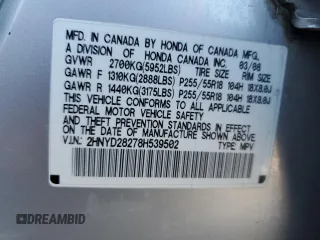 MFD. IN CANADA BY HONDA OF CANADA MFG.
A DIVISION OF HONDA CANADA INC. 03/08
GVWR 2700KG(5952LBS) TIRE SIZE RIM SIZE
GAWR F 1310KG(2888LBS) P255/55R18 104H 18X8.0J
GAWR R 1440KG(3175LBS) P255/55R18 104H 18X8.0J
THIS VEHICLE CONFORMS TO ALL APPLICABLE
FEDERAL MOTOR VEHICLE SAFETY AND
THEFT PREVENTION STANDARDS IN EFFECT ON
THE DATE OF MANUFACTURE SHOWN ABOVE.
V.I.N.: 2HNYD28278H539502 TYPE: MPV
DREAMBID